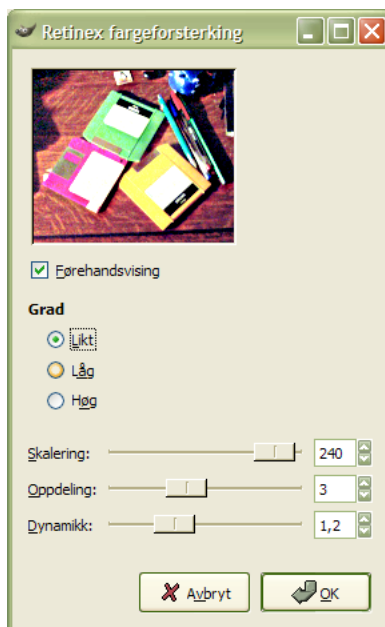 Retinex fargeforsterking
Førehandsvising
Grad
Likt
Låg
Høg
Skalering: 240
Oppdeling: 3
Dynamikk: 1,2
Avbryt OK